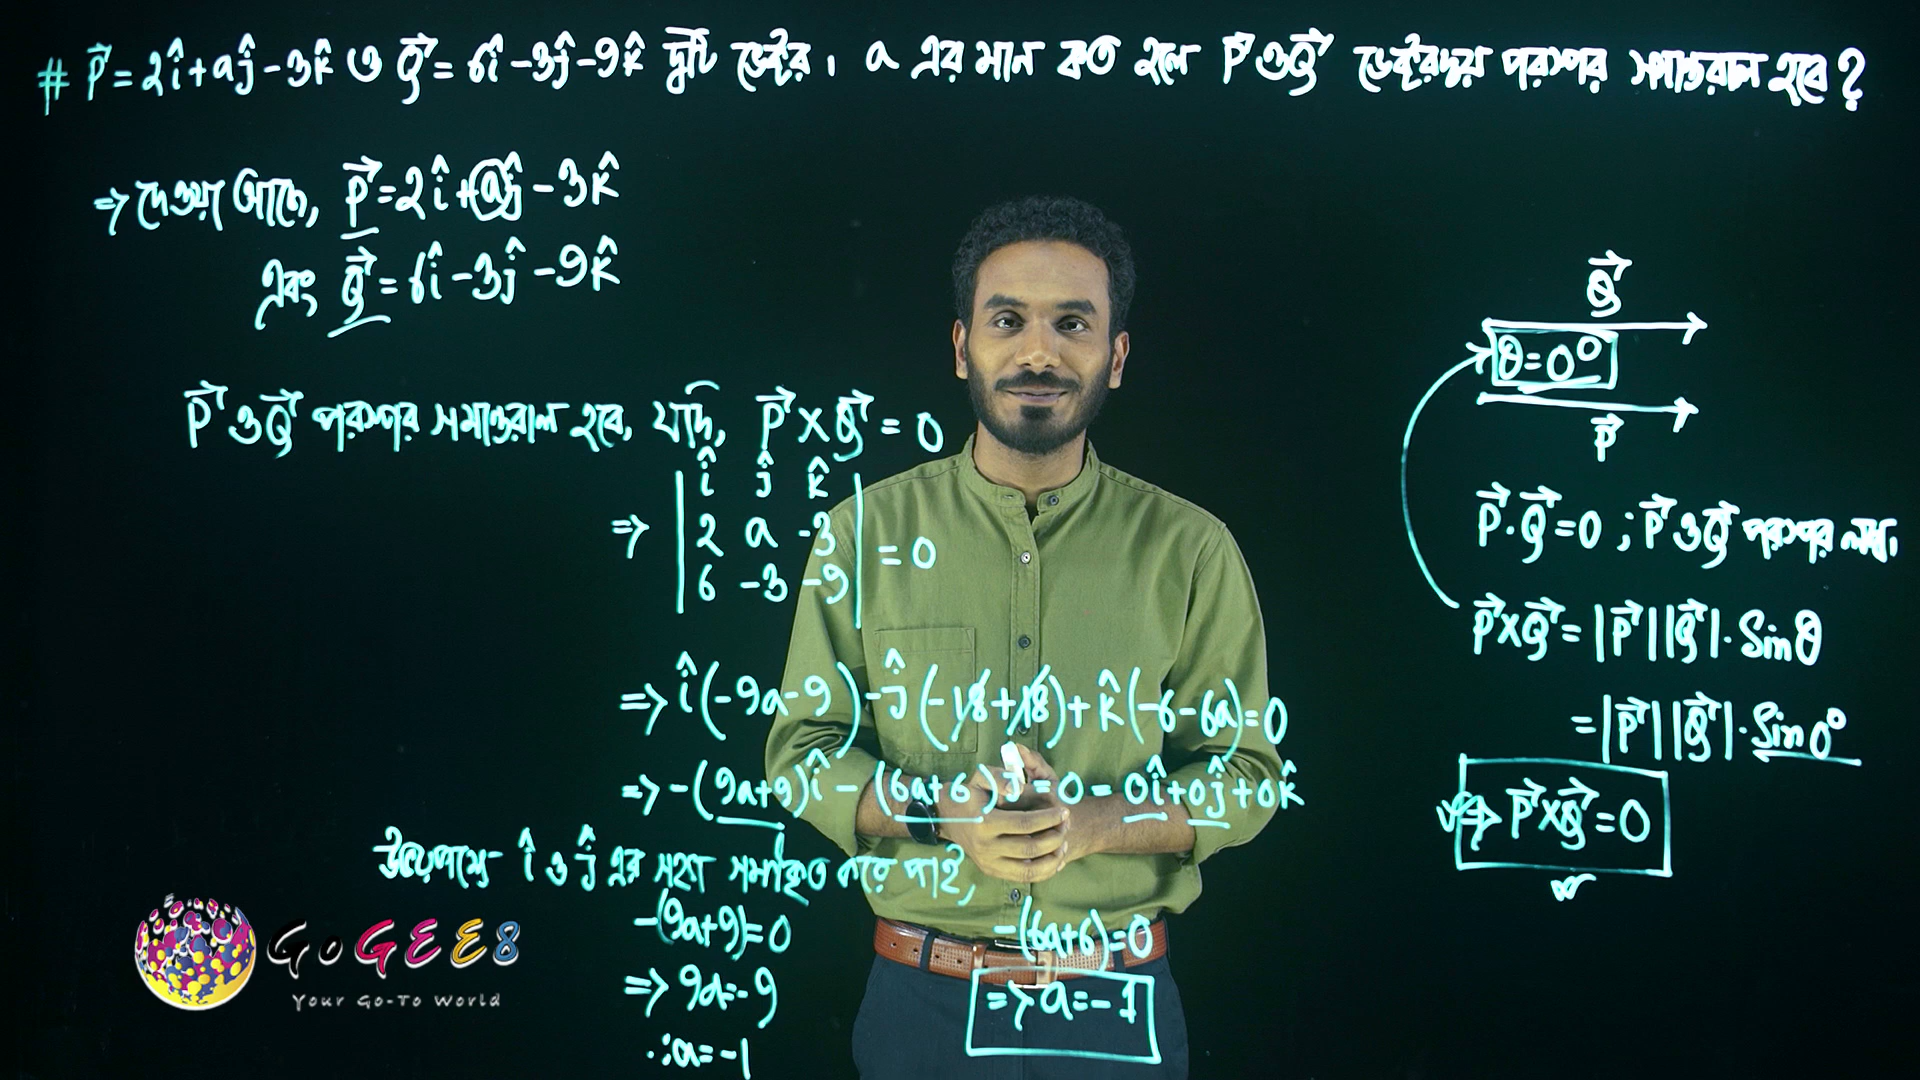 # P⃗ = 2î + aĵ - 3k̂ ও Q⃗ = 6î - 3ĵ - 9k̂ দুটি ভেক্টর। a এর মান কত হলে P⃗ ও Q⃗ ভেক্টরদ্বয় পরস্পর সমান্তরাল হবে?
⇒ দেওয়া আছে, P⃗ = 2î + aĵ - 3k̂
এবং Q⃗ = 6î - 3ĵ - 9k̂
P⃗ ও Q⃗ পরস্পর সমান্তরাল হবে, যদি, P⃗ × Q⃗ = 0
⇒ | î ĵ k̂ |
| 2 a -3 | = 0
| 6 -3 -9 |
⇒ î(-9a-9) - ĵ(-18+18) + k̂(-6-6a) = 0
⇒ -(9a+9)î - (6a+6)ĵ = 0 = 0î + 0ĵ + 0k̂
উভয়পক্ষে î ও ĵ এর সহগ সমীকৃত করে পাই,
-(9a+9) = 0
⇒ 9a = -9
∴ a = -1
-(6a+6) = 0
⇒ a = -1
Q⃗
θ = 0°
P⃗
P⃗ · Q⃗ = 0 ; P⃗ ও Q⃗ পরস্পর লম্ব।
P⃗ × Q⃗ = |P⃗| |Q⃗| · Sin θ
= |P⃗| |Q⃗| · Sin 0°
⇒ P⃗ × Q⃗ = 0
GoGEE8
Your Go-To World